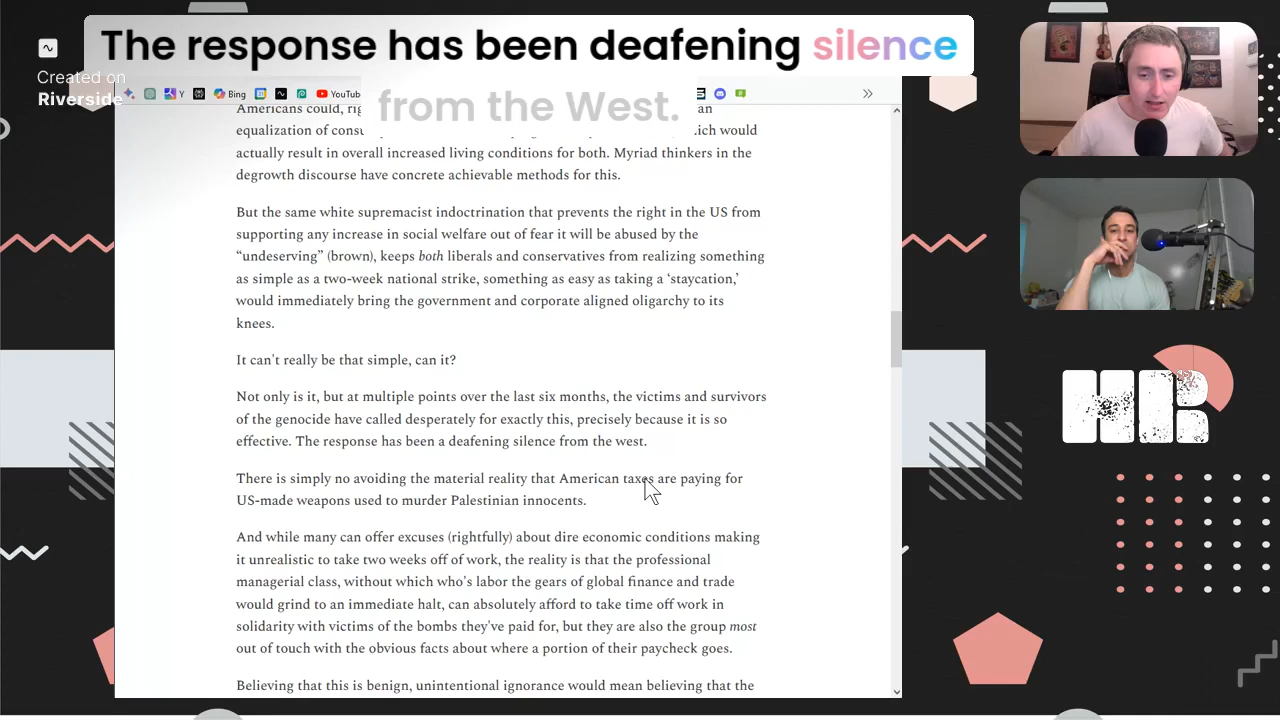 The response has been deafening silence
from the West.
Created on
Riverside
Y
Bing
Youtub
Americans could, rig
an
equalization of const
ich would
actually result in overall increased living conditions for both. Myriad thinkers in the
degrowth discourse have concrete achievable methods for this.
But the same white supremacist indoctrination that prevents the right in the US from
supporting any increase in social welfare out of fear it will be abused by the
“undeserving” (brown), keeps both liberals and conservatives from realizing something
as simple as a two-week national strike, something as easy as taking a ‘staycation,’
would immediately bring the government and corporate aligned oligarchy to its
knees.
It can't really be that simple, can it?
Not only is it, but at multiple points over the last six months, the victims and survivors
of the genocide have called desperately for exactly this, precisely because it is so
effective. The response has been a deafening silence from the west.
There is simply no avoiding the material reality that American taxes are paying for
US-made weapons used to murder Palestinian innocents.
And while many can offer excuses (rightfully) about dire economic conditions making
it unrealistic to take two weeks off of work, the reality is that the professional
managerial class, without which who's labor the gears of global finance and trade
would grind to an immediate halt, can absolutely afford to take time off work in
solidarity with victims of the bombs they've paid for, but they are also the group most
out of touch with the obvious facts about where a portion of their paycheck goes.
Believing that this is benign, unintentional ignorance would mean believing that the
HR